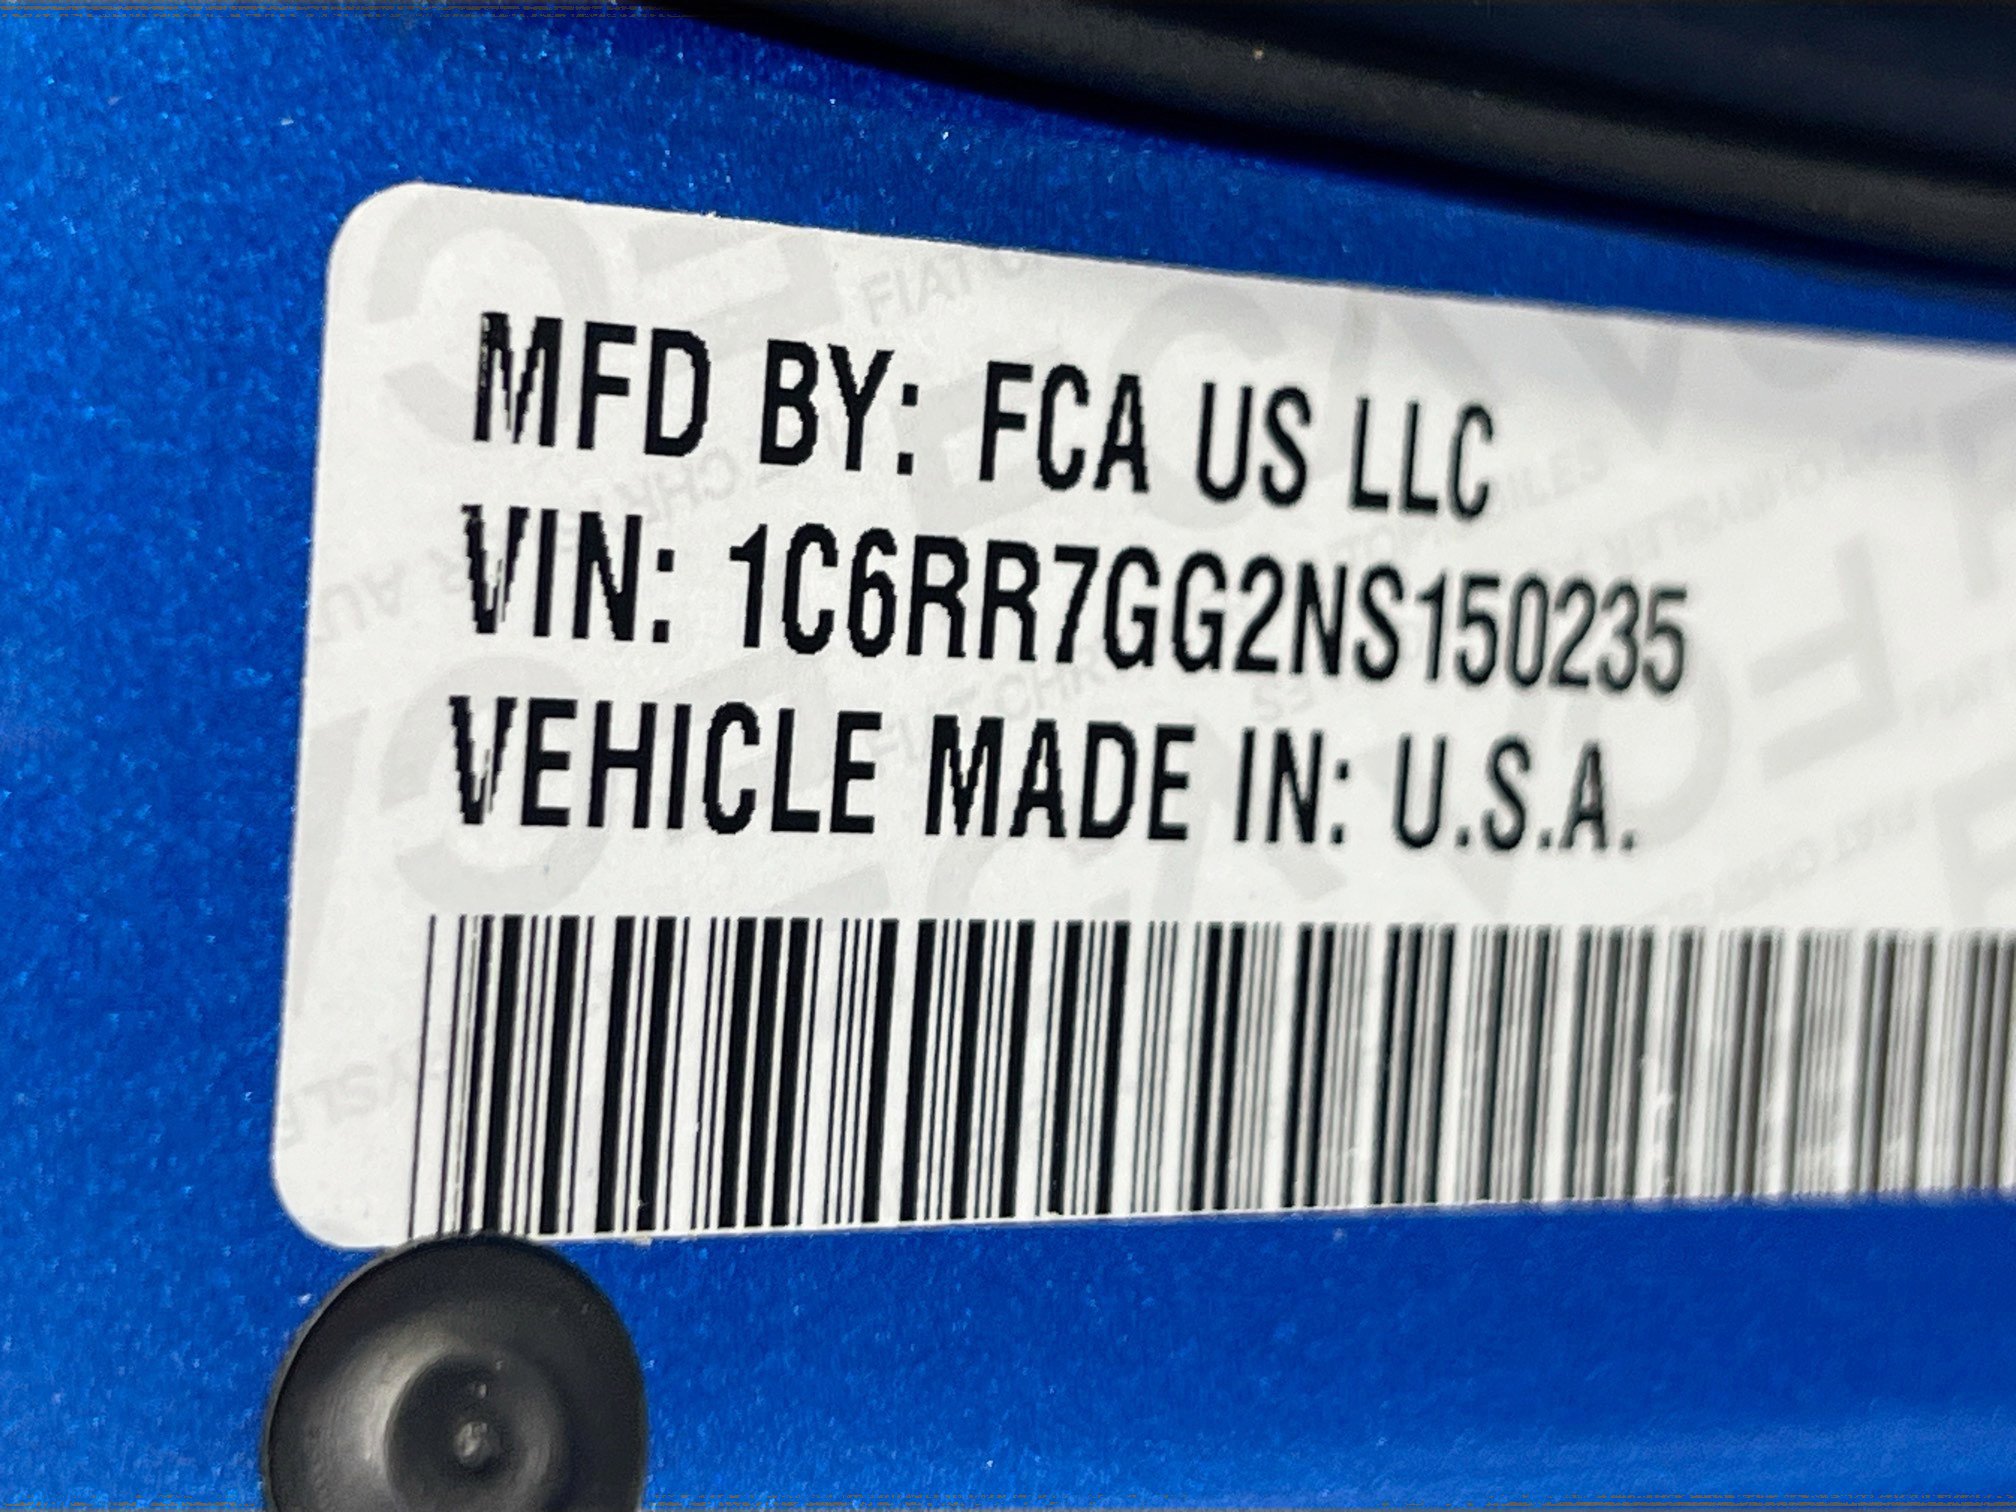 MFD BY: FCA US LLC
VIN: 1C6RR7GG2NS150235
VEHICLE MADE IN: U.S.A.